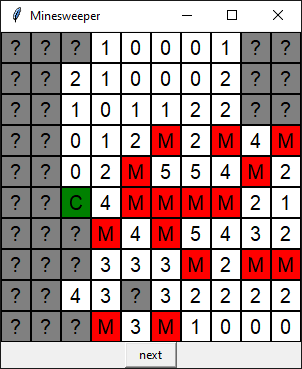 Minesweeper
? ? ? 1 0 0 0 1 ? ?
? ? 2 1 0 0 0 2 ? ?
? ? 1 0 1 1 2 2 ? ?
? ? 0 1 2 M 2 M 4 M
? ? 0 2 M 5 5 4 M 2
? ? C 4 M M M M 2 1
? ? ? M 4 M 5 4 3 2
? ? ? 3 3 3 M 2 M M
? ? 4 3 ? 3 2 2 2 2
? ? ? M 3 M 1 0 0 0
next